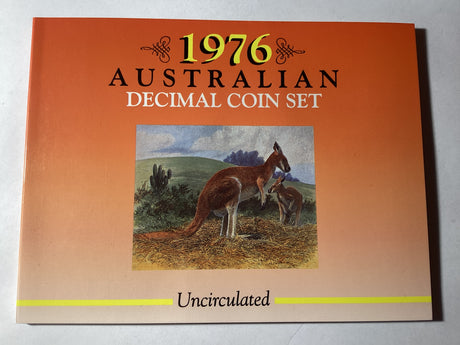 1976
AUSTRALIAN
DECIMAL COIN SET
Uncirculated